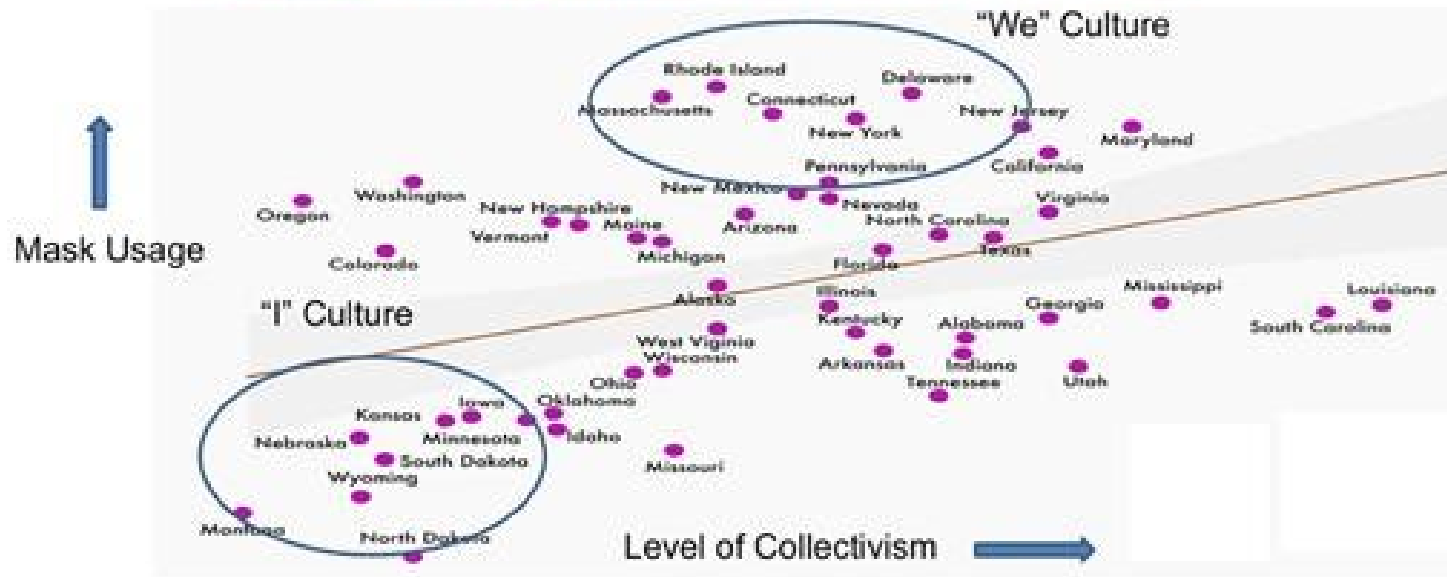 “We” Culture
Rhode Island
Delaware
Massachusetts
Connecticut
New Jersey
New York
Maryland
California
Pennsylvania
New Mexico
Washington
Nevada
Virginia
Oregon
New Hampshire
North Carolina
Vermont
Maine
Arizona
Mask Usage
Michigan
Texas
Colorado
Florida
Alaska
Illinois
Mississippi
Louisiana
“I” Culture
Georgia
Kentucky
South Carolina
Alabama
West Viginia
Wisconsin
Arkansas
Indiana
Ohio
Tennessee
Utah
Oklahoma
Iowa
Kansas
Minnesota
Idaho
Nebraska
South Dakota
Missouri
Wyoming
Montana
North Dakota
Level of Collectivism